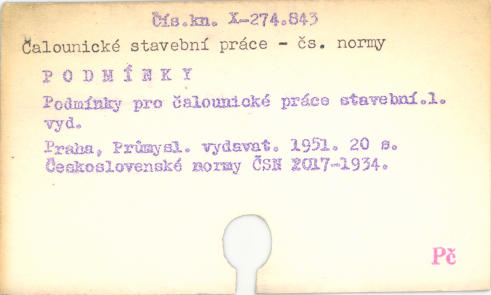 Čís.kn. X-274.843
Čalounické stavební práce - čs. normy
P O D M Í N K Y
Podmínky pro čalounické práce stavební.1.
vyd.
Praha, Průmysl. vydavat. 1951. 20 s.
Československé normy ČSN 2017-1934.
Pč